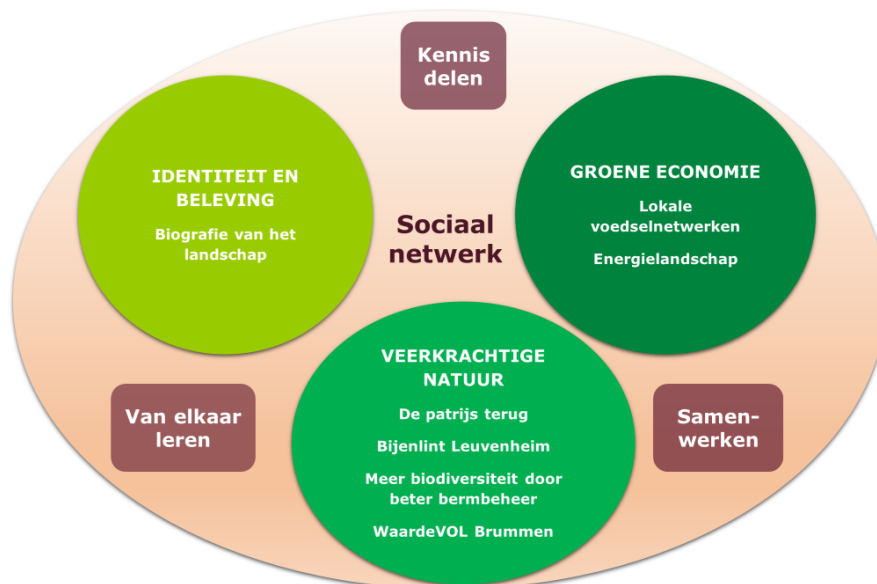 Kennis
delen
IDENTITEIT EN
BELEVING
Biografie van het
landschap
Sociaal
netwerk
GROENE ECONOMIE
Lokale
voedselnetwerken
Energielandschap
VEERKRACHTIGE
NATUUR
De patrijs terug
Bijenlint Leuvenheim
Meer biodiversiteit door
beter bermbeheer
WaardeVOL Brummen
Van elkaar
leren
Samen-
werken